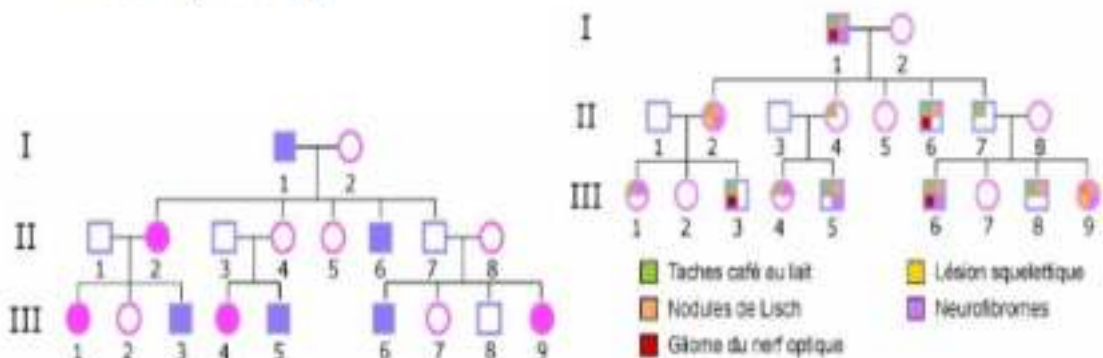 I
1 2
II
1 2 3 4 5 6 7 8
III
1 2 3 4 5 6 7 8 9
I
1 2
II
1 2 3 4 5 6 7 8
III
1 2 3 4 5 6 7 8 9
Taches café au lait
Lésion squelettique
Nodules de Lisch
Neurofibromes
Gliome du nerf optique